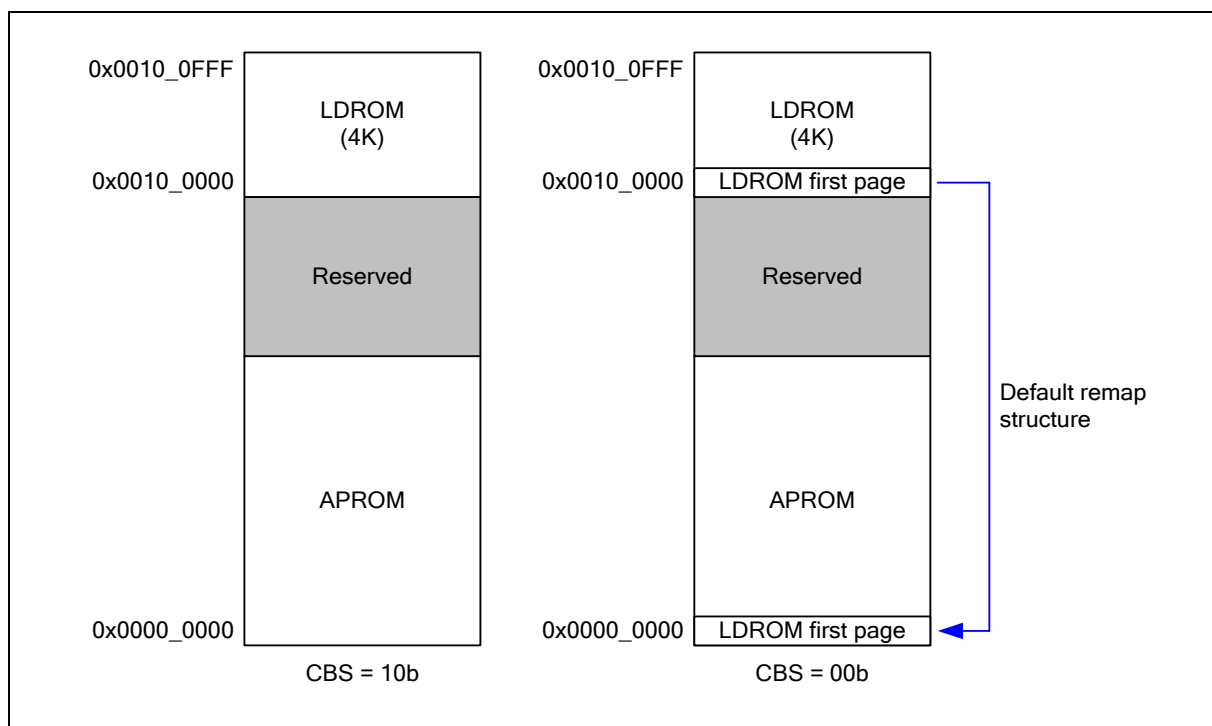 0x0010_0FFF
LDROM
(4K)
0x0010_0000
Reserved
APROM
0x0000_0000
CBS = 10b
0x0010_0FFF
LDROM
(4K)
0x0010_0000
LDROM first page
Reserved
Default remap
structure
APROM
0x0000_0000
LDROM first page
CBS = 00b